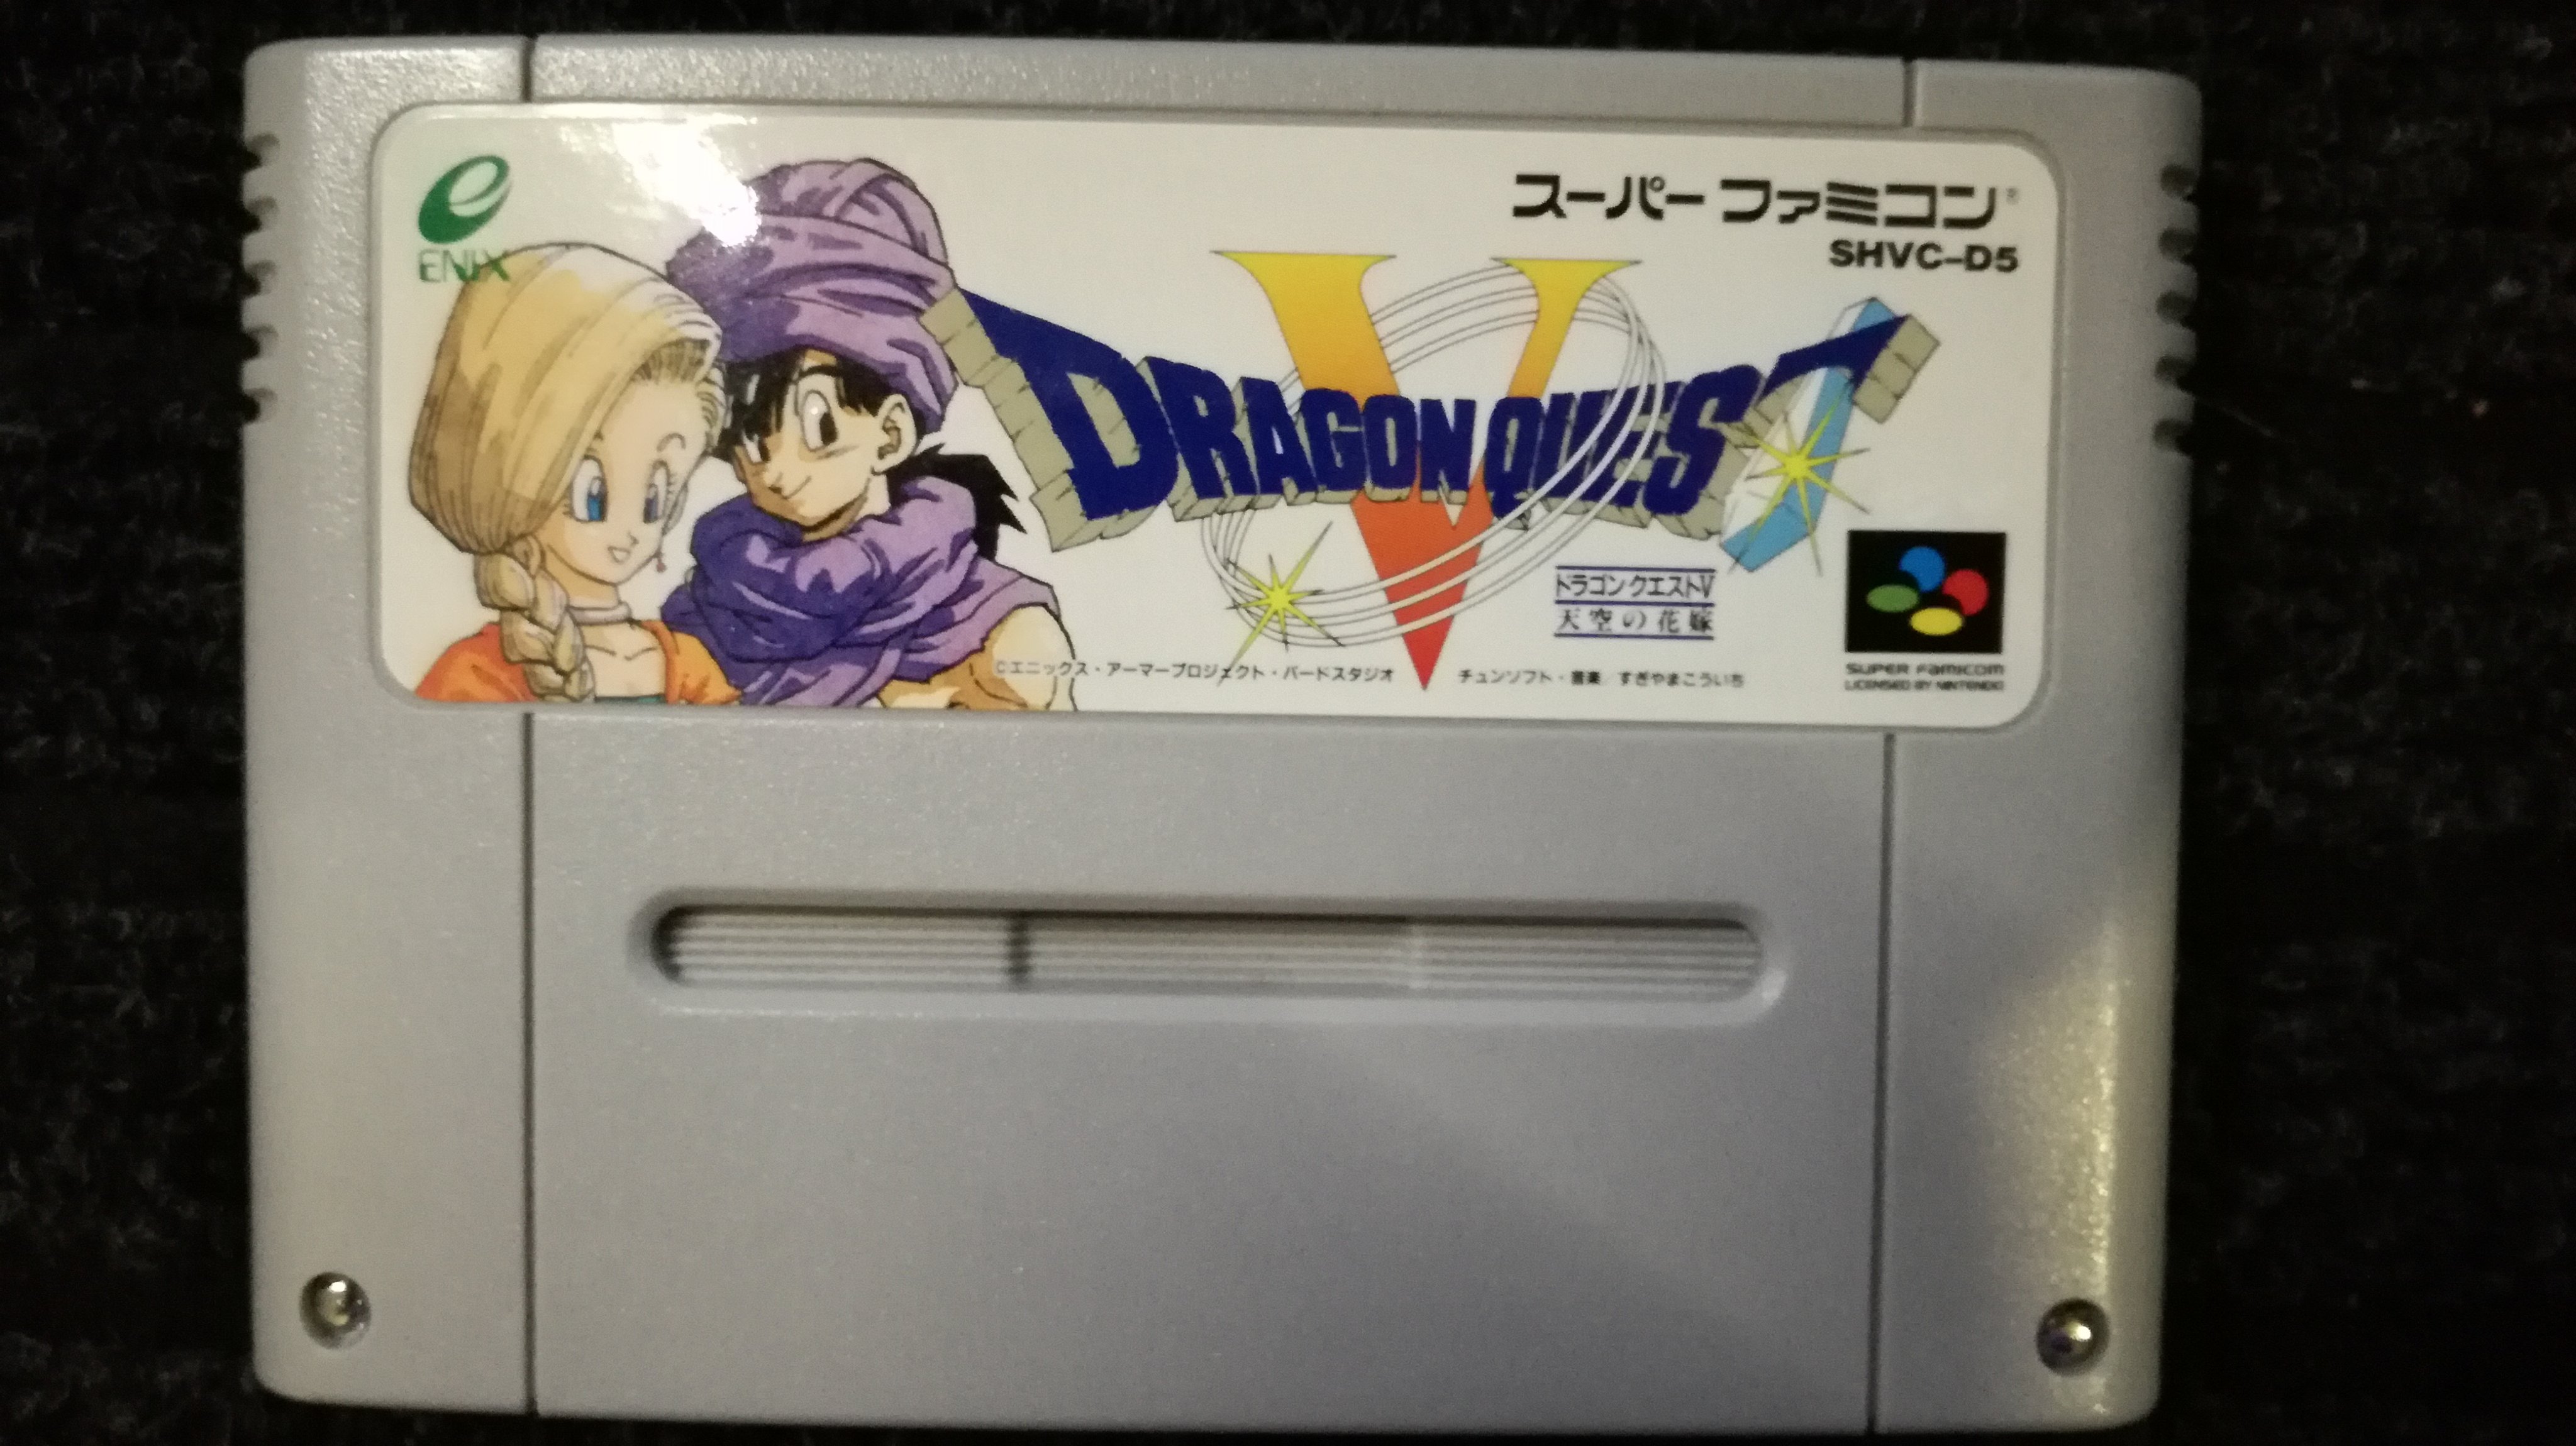 ENIX
スーパーファミコン®
SHVC-D5
DRAGON QUEST
V
ドラゴンクエストV
天空の花嫁
©エニックス・アーマープロジェクト・バードスタジオ チュンソフト・音楽/すぎやまこういち
SUPER FAMICOM
LICENSED BY NINTENDO